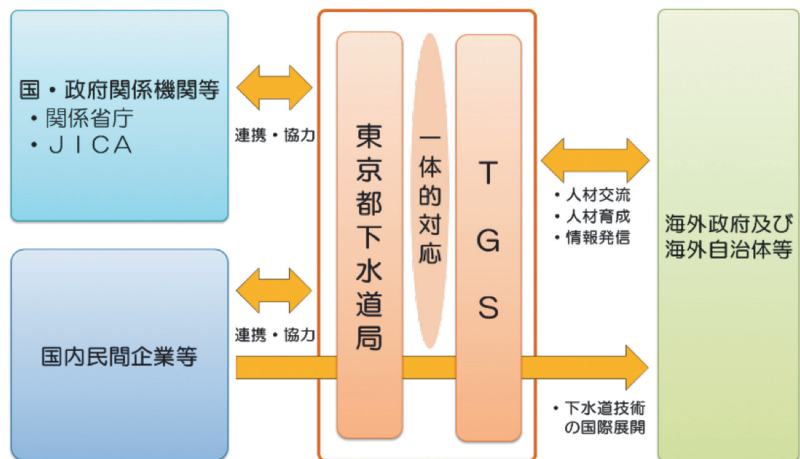 国・政府関係機関等
・関係省庁
・ＪＩＣＡ
連携・協力
国内民間企業等
連携・協力
東京都下水道局
一体的対応
ＴＧＳ
・人材交流
・人材育成
・情報発信
・下水道技術
の国際展開
海外政府及び
海外自治体等